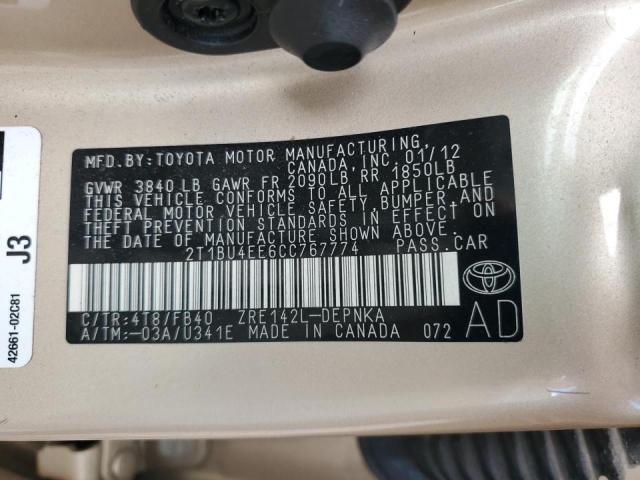 MFD.BY:TOYOTA MOTOR MANUFACTURING,
CANADA,INC.01/12
GVWR 3840LB GAWR FR 2090LB,RR 1850LB
THIS VEHICLE CONFORMS TO ALL APPLICABLE
FEDERAL MOTOR VEHICLE SAFETY,BUMPER,AND
THEFT PREVENTION STANDARDS IN EFFECT ON
THE DATE OF MANUFACTURE SHOWN ABOVE.
2T1BU4EE6CC767774 PASS.CAR
C/TR:4T8/FB40 ZRE142L-DEPNKA
A/TM:-03A/U341E MADE IN CANADA 072
AD
J3
42661-02C81